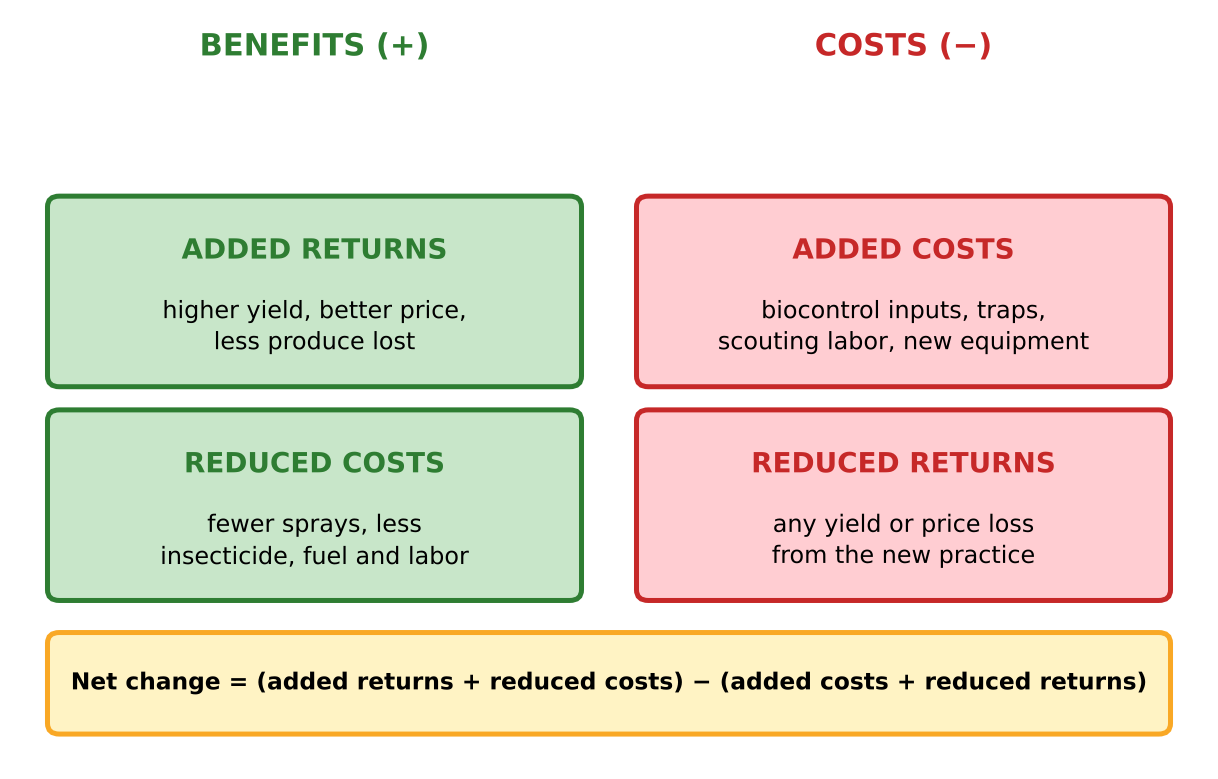 BENEFITS (+)
COSTS (−)
ADDED RETURNS
higher yield, better price,
less produce lost
ADDED COSTS
biocontrol inputs, traps,
scouting labor, new equipment
REDUCED COSTS
fewer sprays, less
insecticide, fuel and labor
REDUCED RETURNS
any yield or price loss
from the new practice
Net change = (added returns + reduced costs) − (added costs + reduced returns)